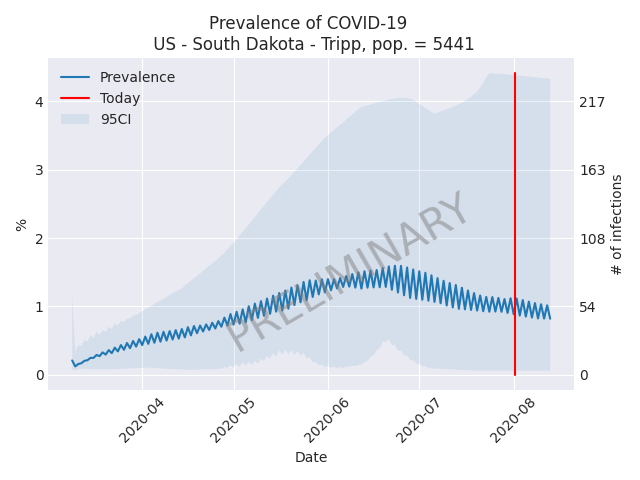 Prevalence of COVID-19
US - South Dakota - Tripp, pop. = 5441
Prevalence
Today
95CI
4
3
2
1
0
%
217
163
108
54
0
# of infections
PRELIMINARY
2020-04
2020-05
2020-06
2020-07
2020-08
Date